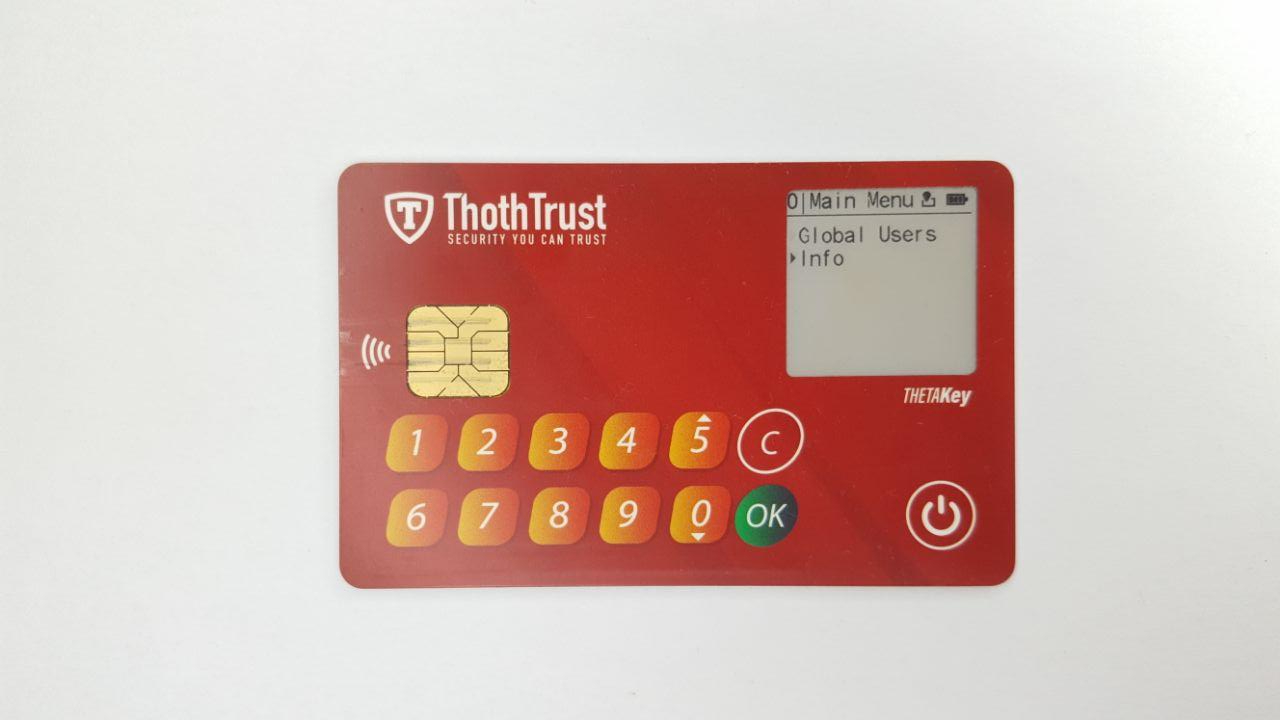 ThothTrust
SECURITY YOU CAN TRUST
0|Main Menu
Global Users
Info
THETAKey
1 2 3 4 5 C
6 7 8 9 0 OK